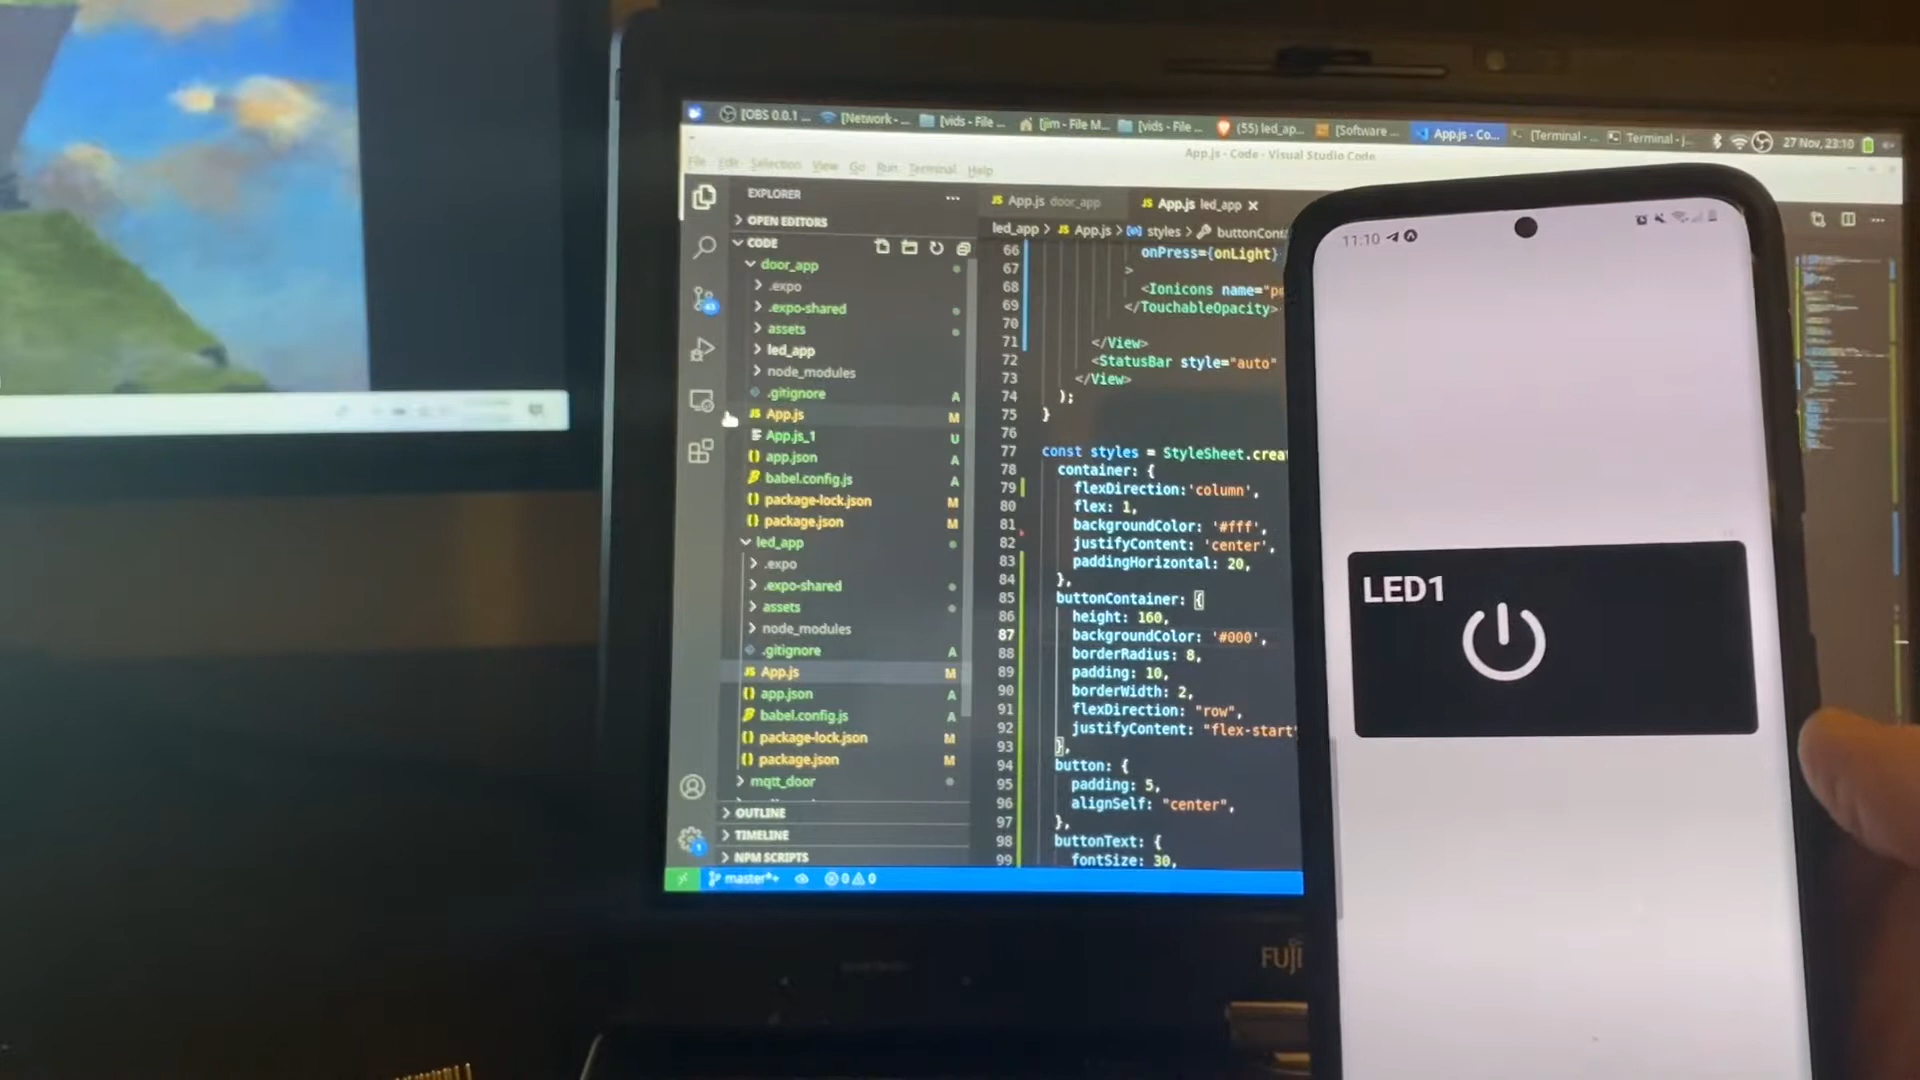 [OBS 0.0.1 ... [Network-... [vids - File ... [jim - File M... [vids - File ... (55) led_ap... [Software ... App.js - Co... [Terminal - ... Terminal - j... 27 Nov, 23:10
App.js - Code - Visual Studio Code
File Edit Selection View Go Run Terminal Help
EXPLORER
OPEN EDITORS
CODE
door_app
.expo
.expo-shared
assets
led_app
node_modules
.gitignore A
JS App.js M
App.js_1 U
{} app.json A
babel.config.js A
{} package-lock.json M
{} package.json M
led_app
.expo
.expo-shared
assets
node_modules
.gitignore A
JS App.js M
{} app.json A
babel.config.js A
{} package-lock.json M
{} package.json M
mqtt_door
OUTLINE
TIMELINE
NPM SCRIPTS
master*+ 0 0
JS App.js door_app JS App.js led_app
led_app > JS App.js > styles > buttonConta
66 onPress={onLight}
67 >
68 <Ionicons name="po
69 </TouchableOpacity>
70
71 </View>
72 <StatusBar style="auto"
73 </View>
74 );
75 }
76
77 const styles = StyleSheet.crea
78 container: {
79 flexDirection:'column',
80 flex: 1,
81 backgroundColor: '#fff',
82 justifyContent: 'center',
83 paddingHorizontal: 20,
84 },
85 buttonContainer: {
86 height: 160,
87 backgroundColor: '#000',
88 borderRadius: 8,
89 padding: 10,
90 borderWidth: 2,
91 flexDirection: "row",
92 justifyContent: "flex-start"
93 },
94 button: {
95 padding: 5,
96 alignSelf: "center",
97 },
98 buttonText: {
99 fontSize: 30,
FUJI
11:10
LED1